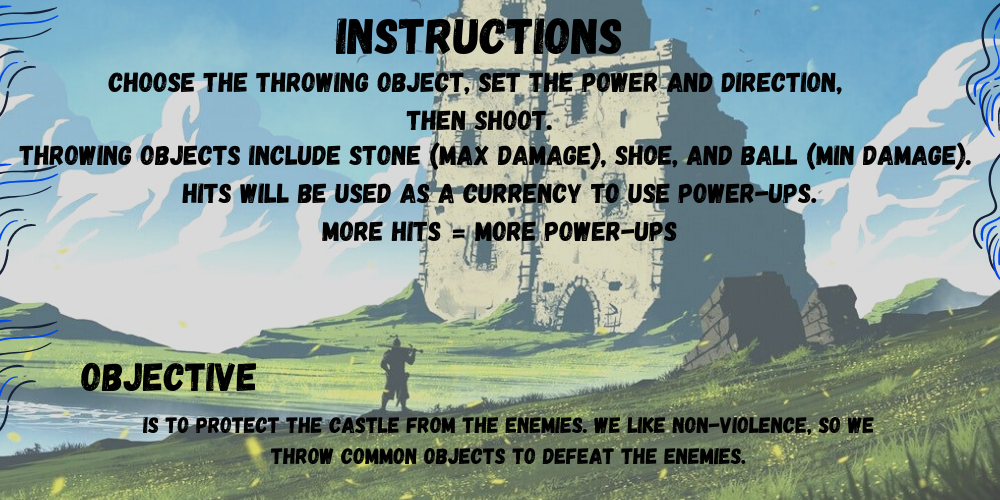 INSTRUCTIONS
CHOOSE THE THROWING OBJECT, SET THE POWER AND DIRECTION,
THEN SHOOT.
THROWING OBJECTS INCLUDE STONE (MAX DAMAGE), SHOE, AND BALL (MIN DAMAGE).
HITS WILL BE USED AS A CURRENCY TO USE POWER-UPS.
MORE HITS = MORE POWER-UPS
OBJECTIVE
IS TO PROTECT THE CASTLE FROM THE ENEMIES. WE LIKE NON-VIOLENCE, SO WE
THROW COMMON OBJECTS TO DEFEAT THE ENEMIES.